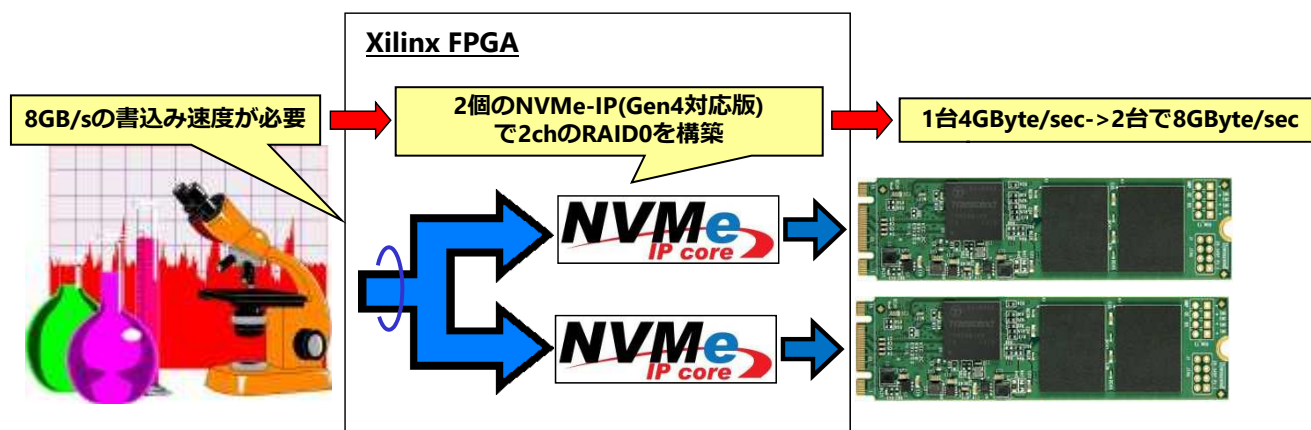 Xilinx FPGA
8GB/sの書込み速度が必要
2個のNVMe-IP(Gen4対応版)
で2chのRAID0を構築
1台4GByte/sec->2台で8GByte/sec
NVMe
IP core
NVMe
IP core
Transcend
Transcend